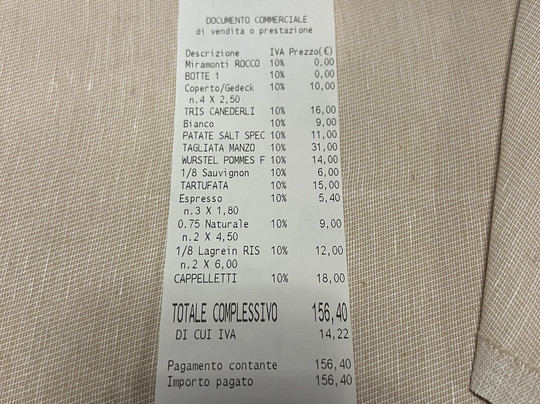 DOCUMENTO COMMERCIALE
di vendita o prestazione
Descrizione IVA Prezzo(€)
Miramonti ROCCO 10% 0,00
BOTTE 1 10% 0,00
Coperto/Gedeck 10% 10,00
n.4 X 2,50
TRIS CANEDERLI 10% 16,00
Bianco 10% 9,00
PATATE SALT SPEC 10% 11,00
TAGLIATA MANZO 10% 31,00
WURSTEL POMMES F 10% 14,00
1/8 Sauvignon 10% 6,00
TARTUFATA 10% 15,00
Espresso 10% 5,40
n.3 X 1,80
0.75 Naturale 10% 9,00
n.2 X 4,50
1/8 Lagrein RIS 10% 12,00
n.2 X 6,00
CAPPELLETTI 10% 18,00
TOTALE COMPLESSIVO 156,40
DI CUI IVA 14,22
Pagamento contante 156,40
Importo pagato 156,40